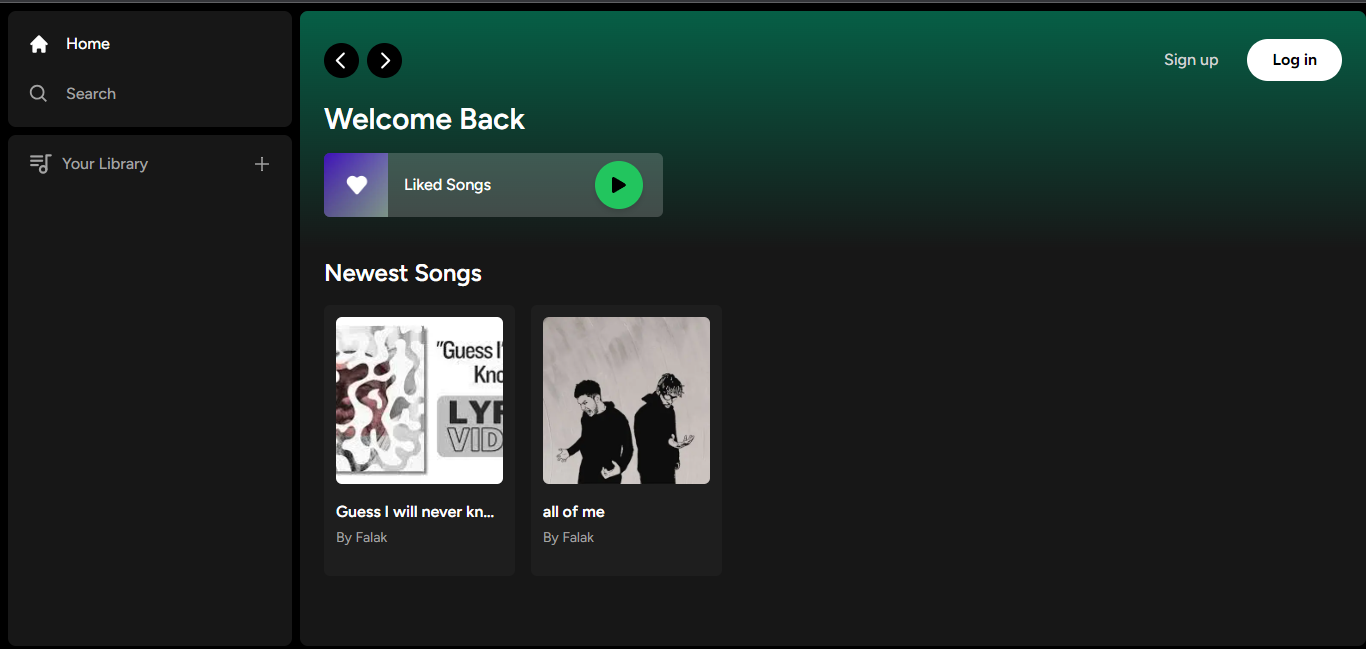 Home
Search
Your Library
Sign up
Log in
Welcome Back
Liked Songs
Newest Songs
"Guess I
Kno
LYR
VID
Guess I will never kn...
By Falak
all of me
By Falak